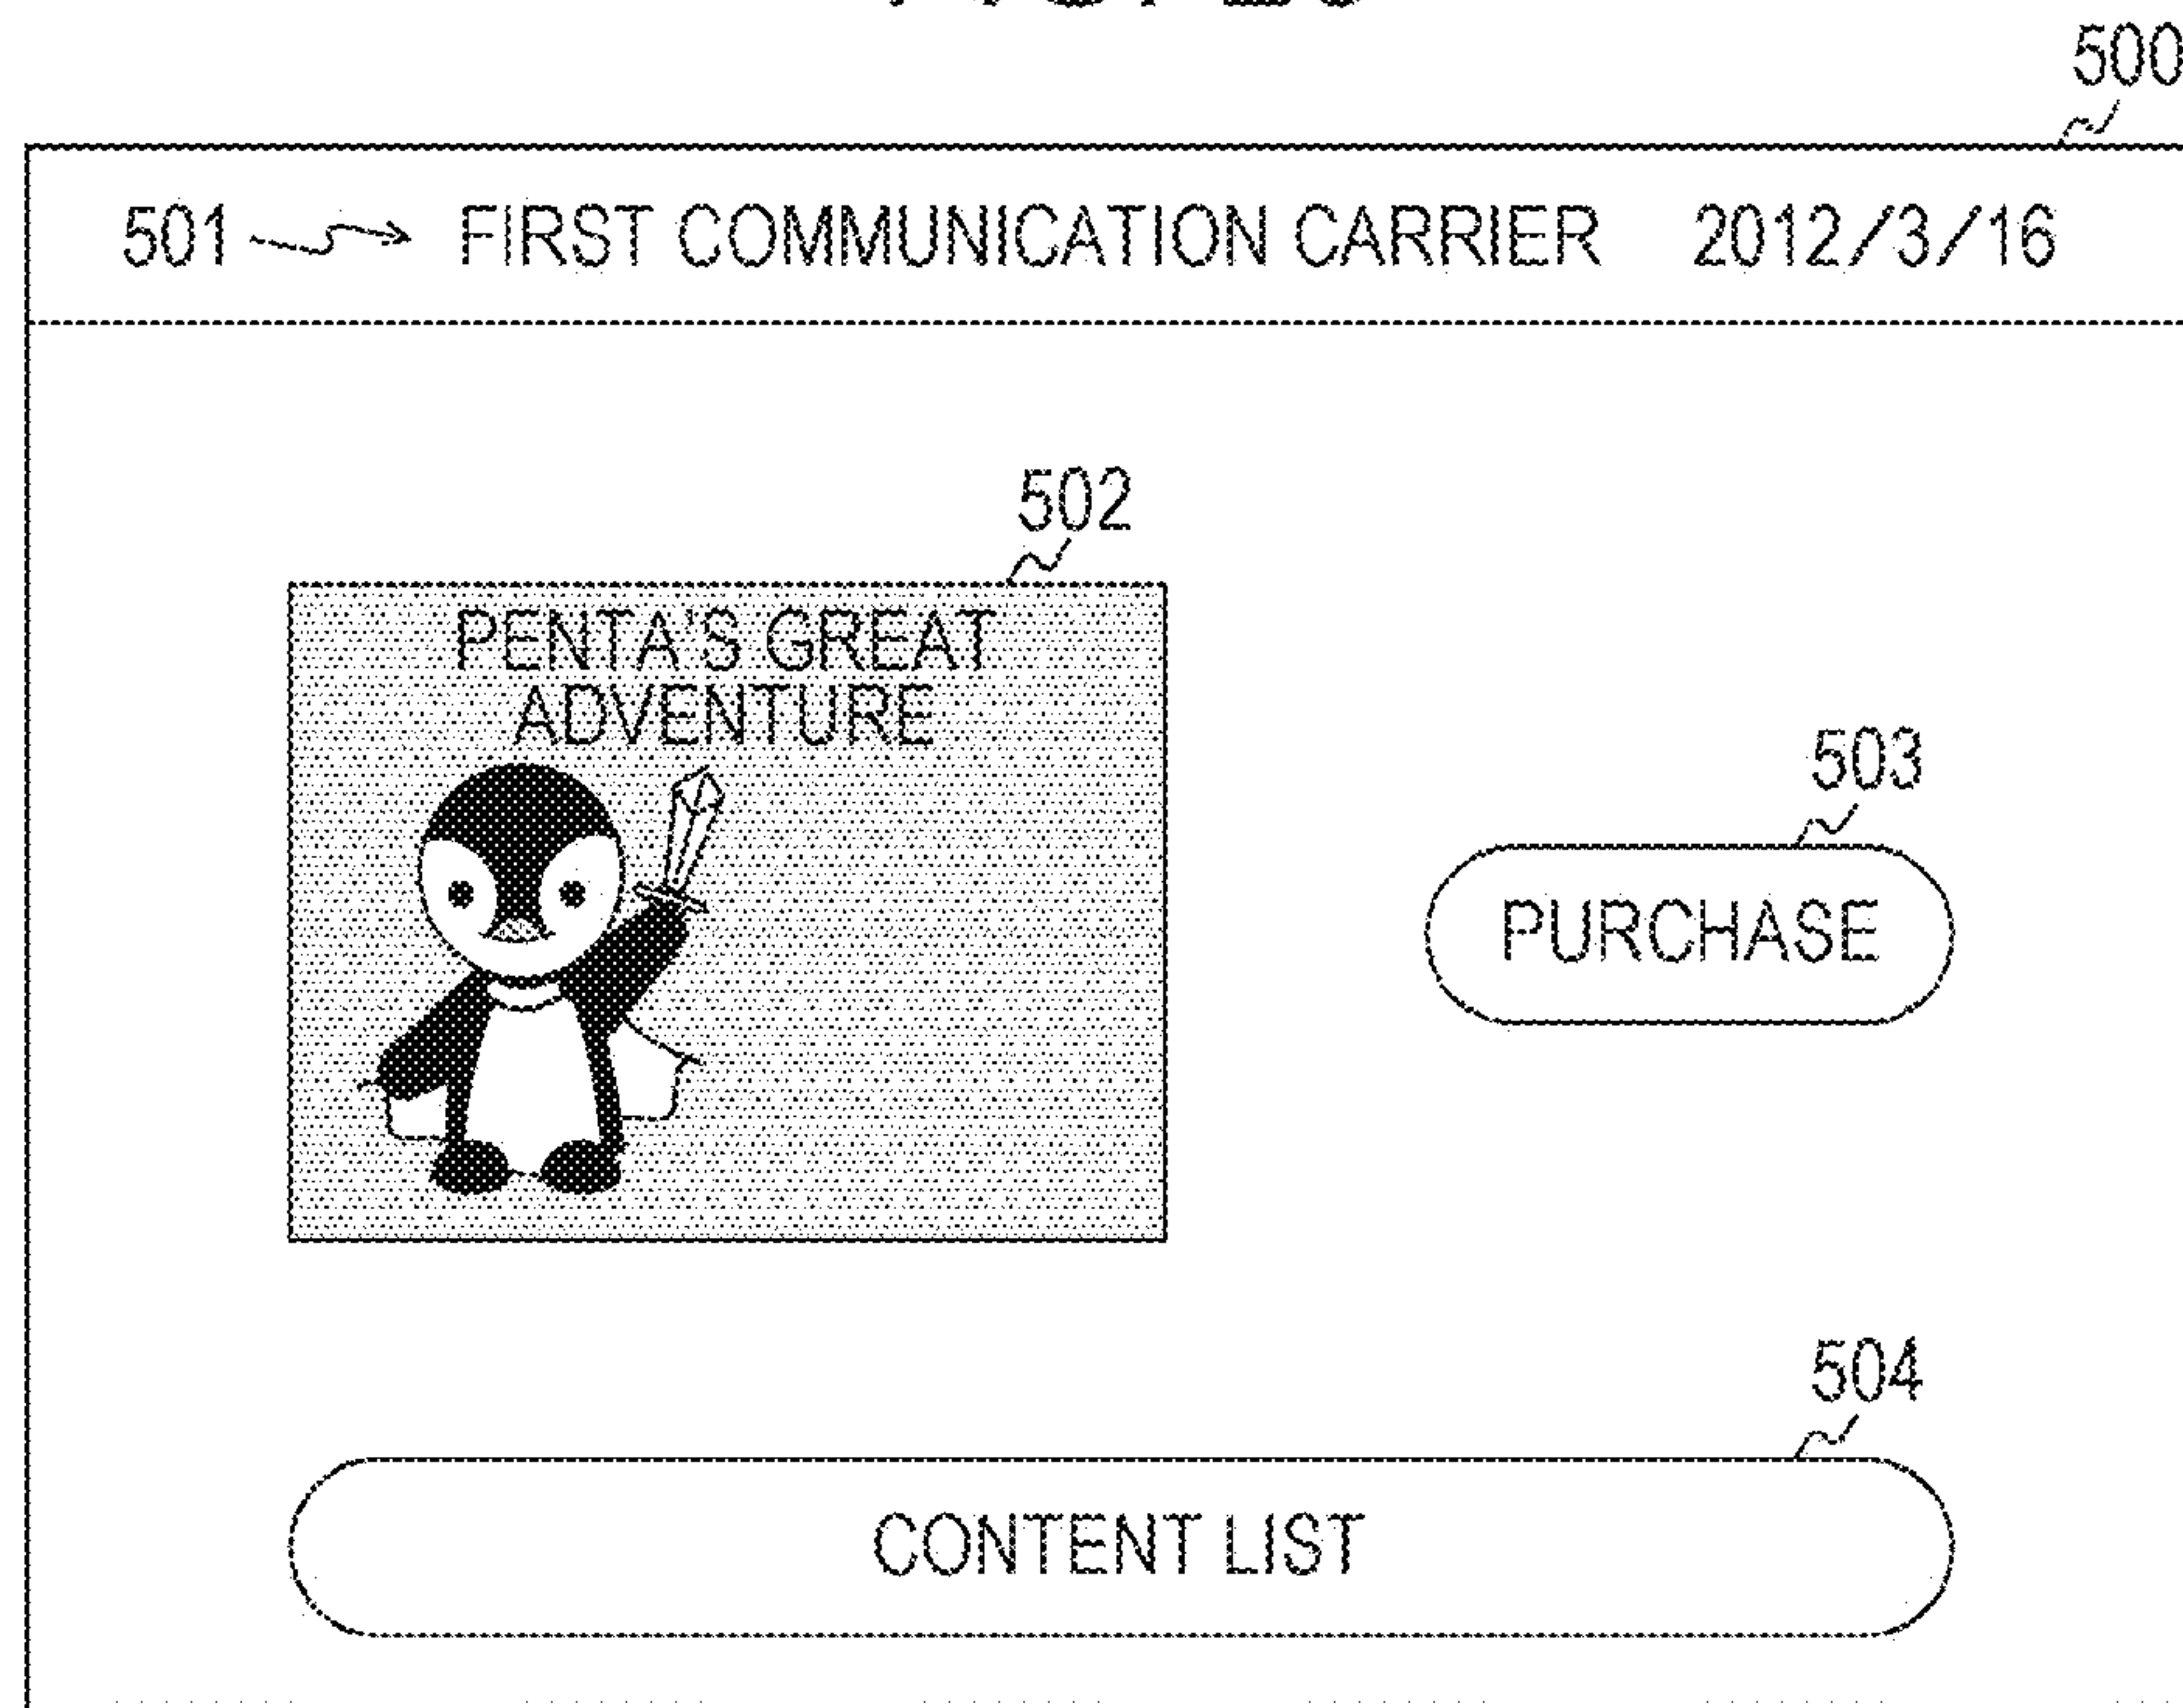 500
501 FIRST COMMUNICATION CARRIER 2012/3/16
502
PENTA'S GREAT
ADVENTURE
503
PURCHASE
504
CONTENT LIST